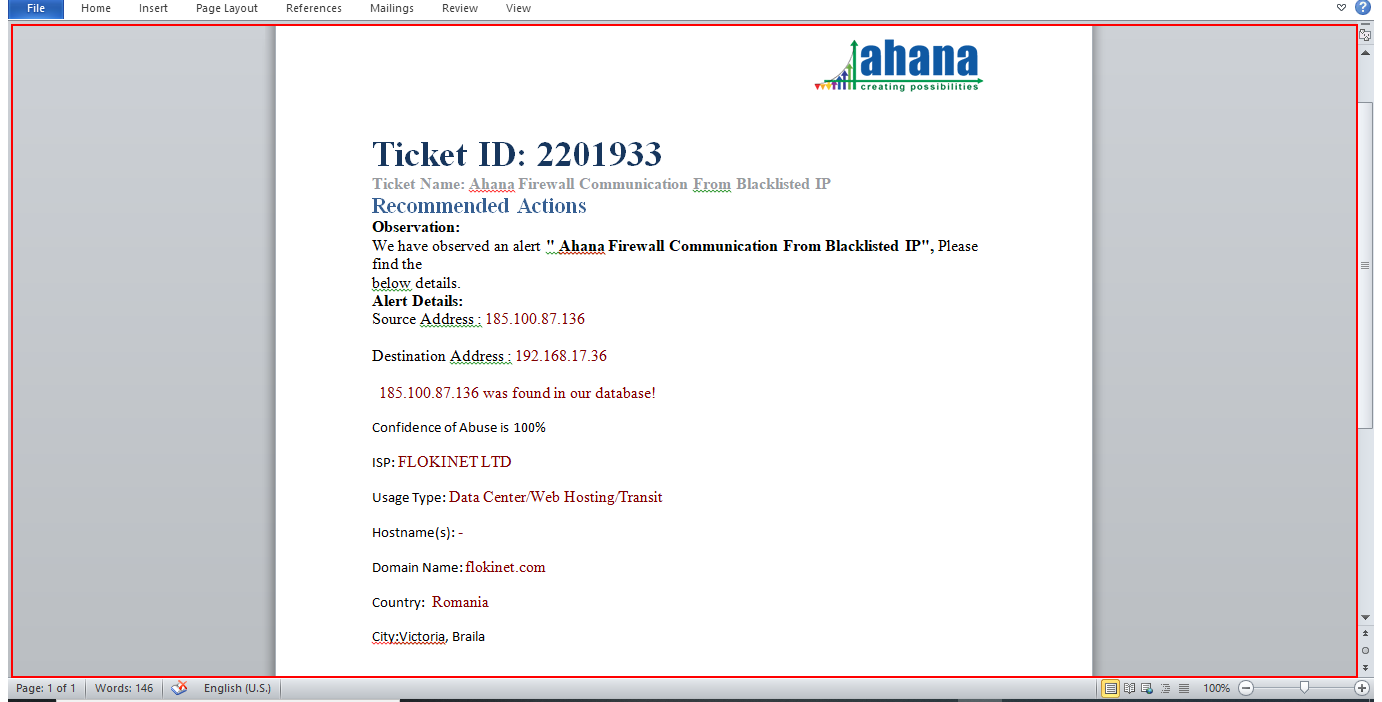 File Home Insert Page Layout References Mailings Review View
ahana
creating possibilities
Ticket ID: 2201933
Ticket Name: Ahana Firewall Communication From Blacklisted IP
Recommended Actions
Observation:
We have observed an alert " Ahana Firewall Communication From Blacklisted IP", Please
find the
below details.
Alert Details:
Source Address : 185.100.87.136
Destination Address : 192.168.17.36
185.100.87.136 was found in our database!
Confidence of Abuse is 100%
ISP: FLOKINET LTD
Usage Type: Data Center/Web Hosting/Transit
Hostname(s): -
Domain Name: flokinet.com
Country: Romania
City:Victoria, Braila
Page: 1 of 1 Words: 146 English (U.S.) 100%